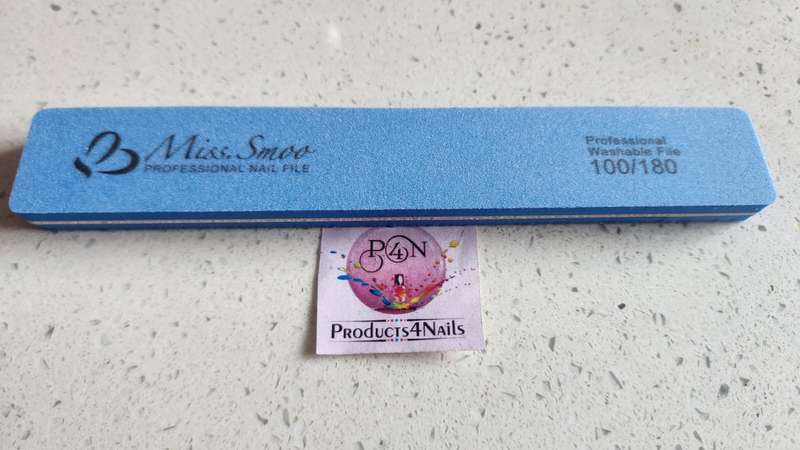 Miss.Smoo
PROFESSIONAL NAIL FILE
Professional
Washable File
100/180
P4N
Products4Nails